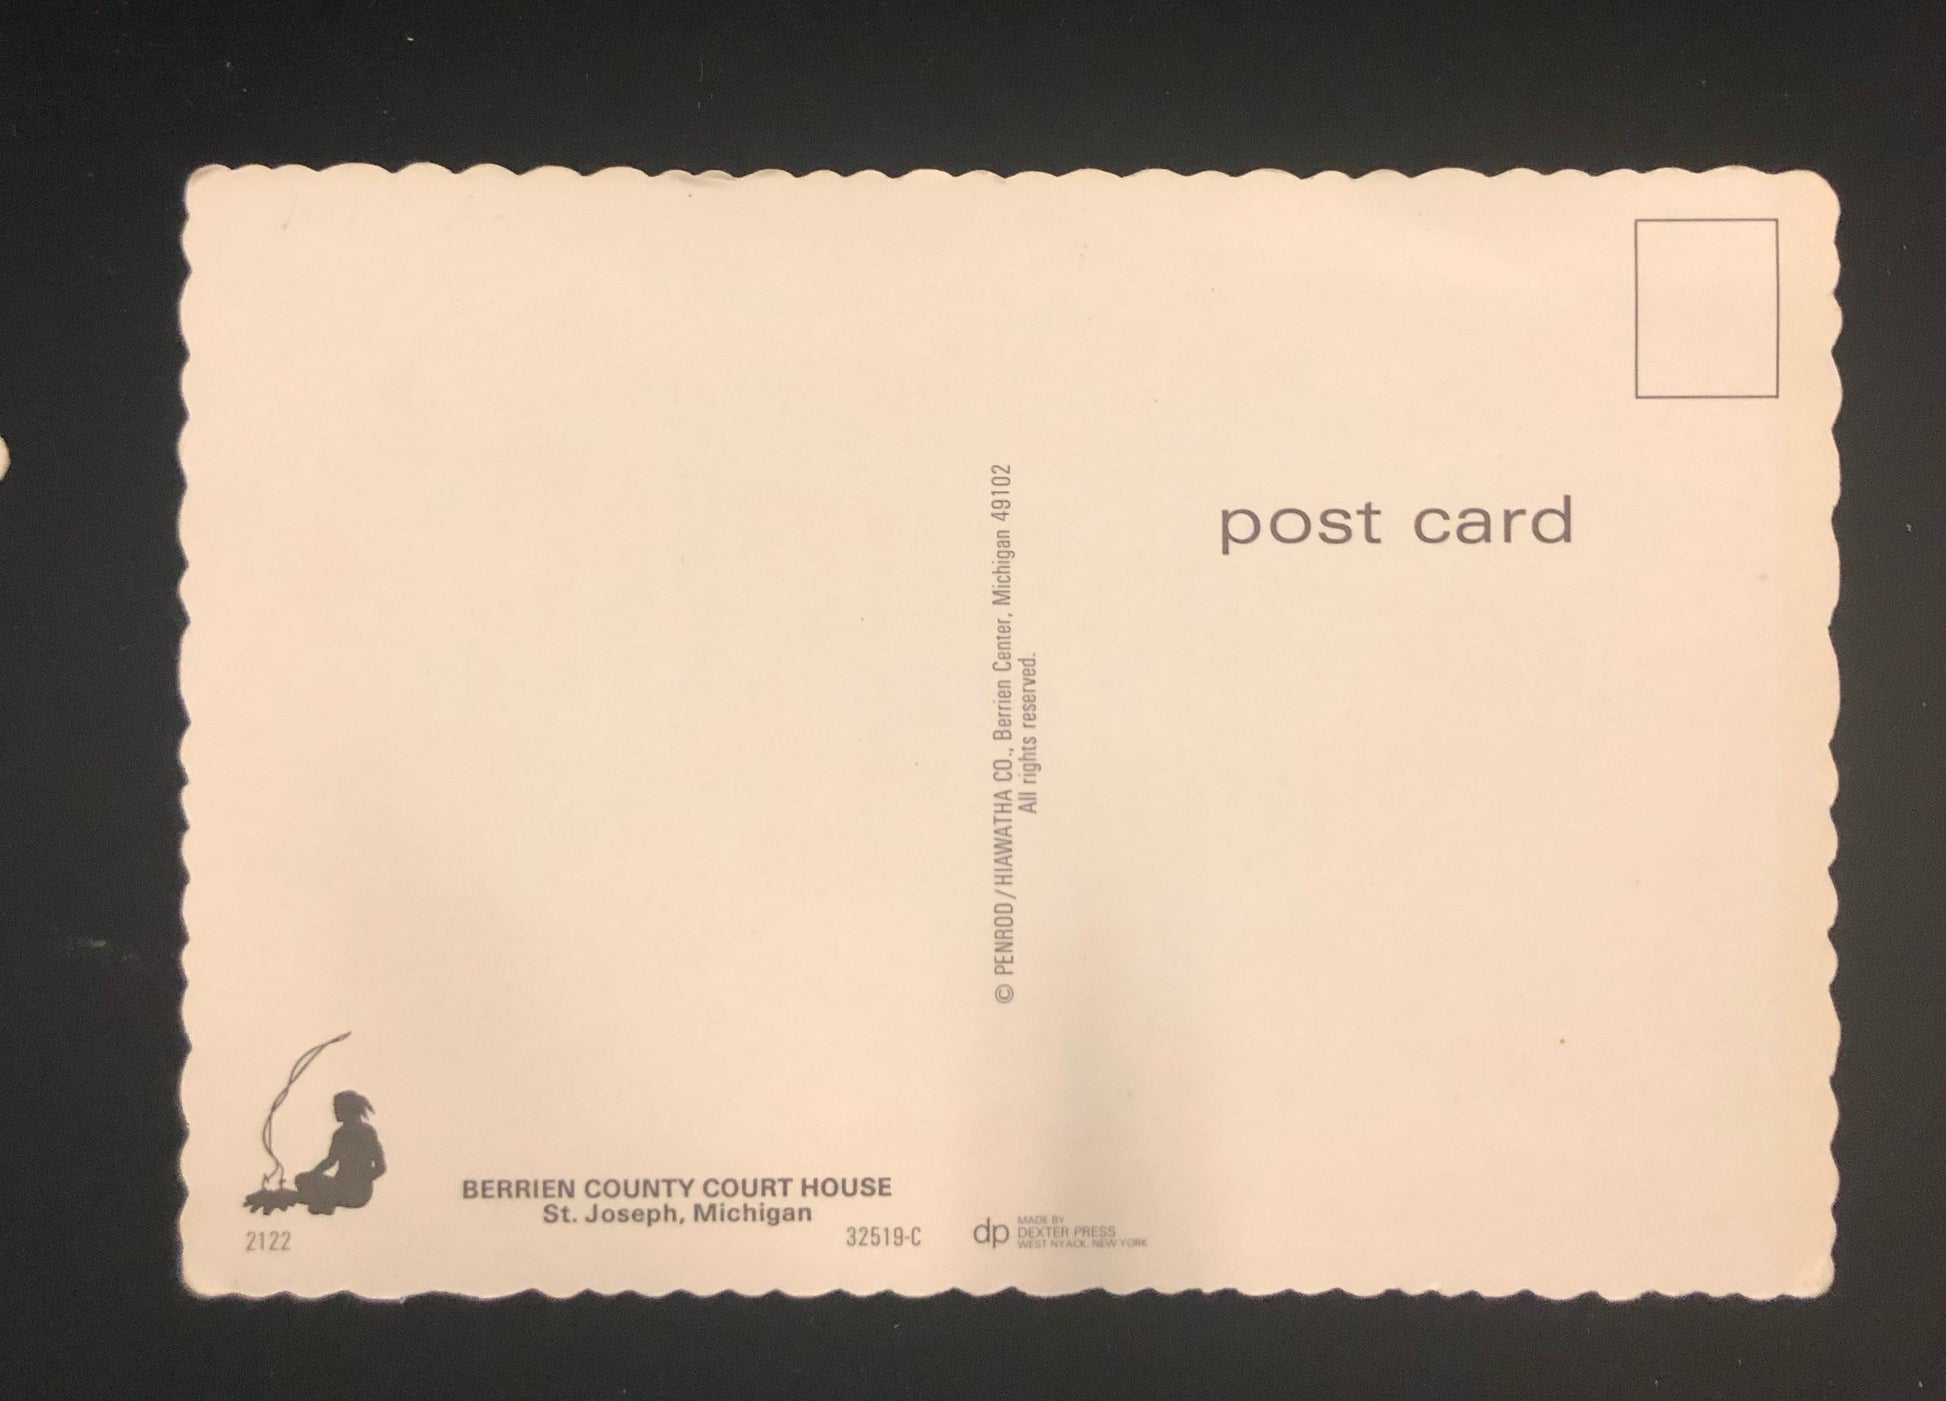 post card
© PENROD/HIAWATHA CO., Berrien Center, Michigan 49102
All rights reserved.
BERRIEN COUNTY COURT HOUSE
St. Joseph, Michigan
2122
32519-C
dp
MADE BY
DEXTER PRESS
WEST NYACK, NEW YORK